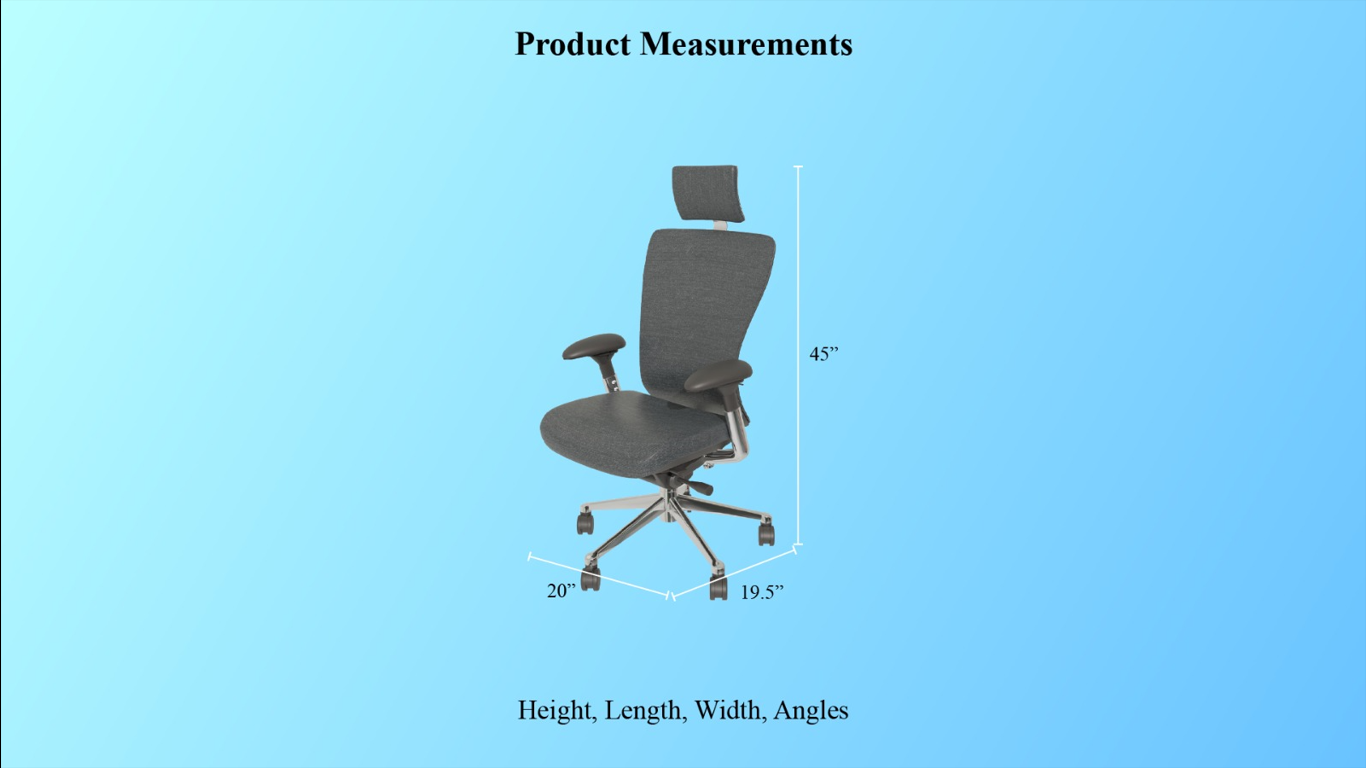 Product Measurements
45”
20”
19.5”
Height, Length, Width, Angles